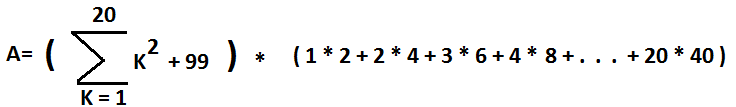 20
A= ( ∑ K² + 99 ) * ( 1 * 2 + 2 * 4 + 3 * 6 + 4 * 8 + . . . + 20 * 40 )
K = 1